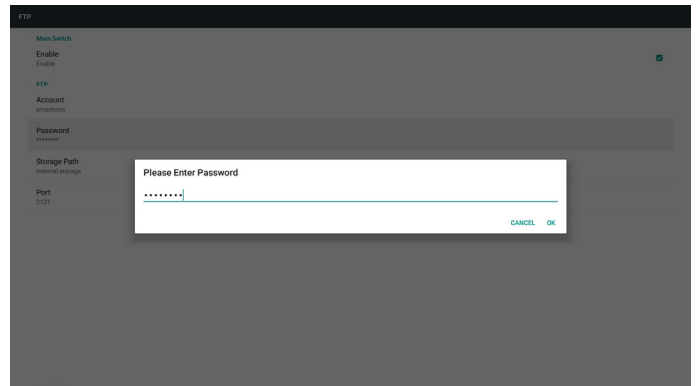 FTP
Main Switch
Enable
Enable
FTP
Account
smartcms
Password
********
Storage Path
Internal storage
Port
2121
Please Enter Password
••••••••
CANCEL OK